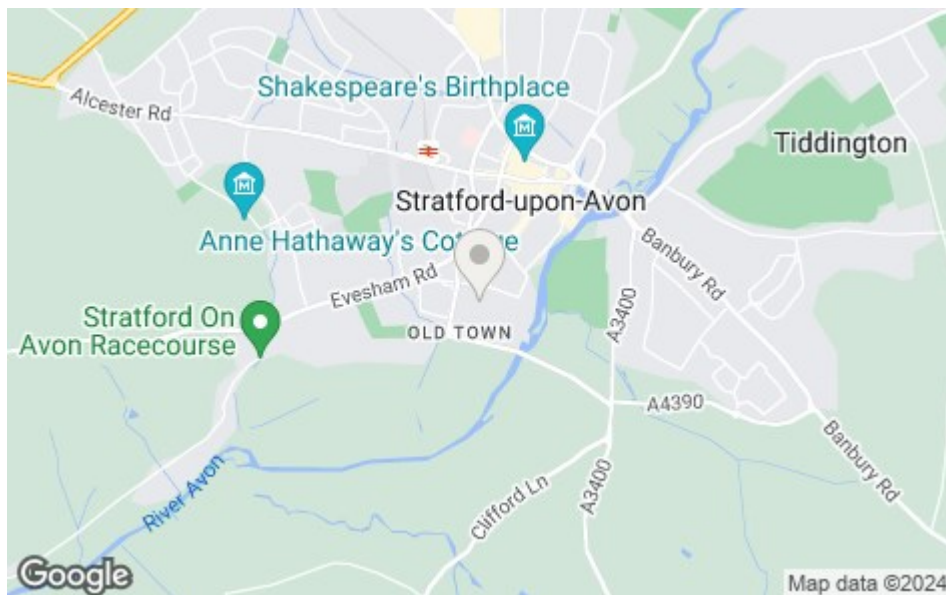 Alcester Rd
Shakespeare's Birthplace
Tiddington
Stratford-upon-Avon
Anne Hathaway's Cottage
Banbury Rd
Evesham Rd
Stratford On
Avon Racecourse
OLD TOWN
A3400
A4390
Banbury Rd
Clifford Ln
A3400
River Avon
Google
Map data ©2024